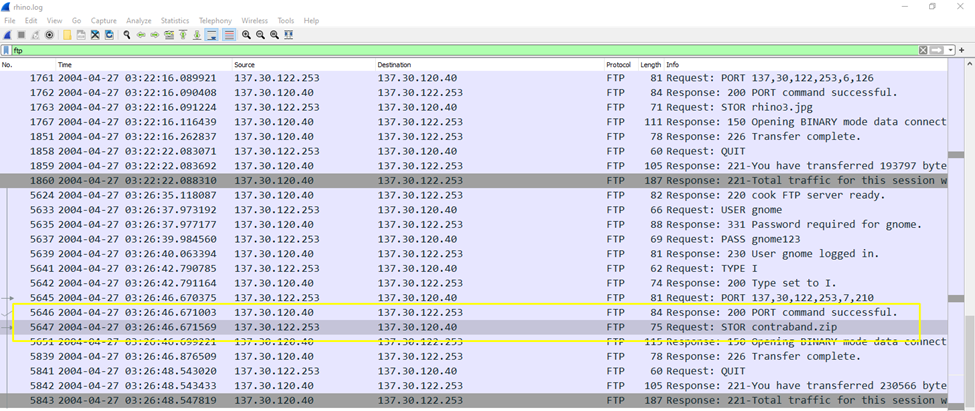 rhino.log
File Edit View Go Capture Analyze Statistics Telephony Wireless Tools Help
ftp
No. Time Source Destination Protocol Length Info
1761 2004-04-27 03:22:16.089921 137.30.122.253 137.30.120.40 FTP 81 Request: PORT 137,30,122,253,6,126
1762 2004-04-27 03:22:16.090408 137.30.120.40 137.30.122.253 FTP 84 Response: 200 PORT command successful.
1763 2004-04-27 03:22:16.091224 137.30.122.253 137.30.120.40 FTP 71 Request: STOR rhino3.jpg
1767 2004-04-27 03:22:16.116439 137.30.120.40 137.30.122.253 FTP 111 Response: 150 Opening BINARY mode data connect
1851 2004-04-27 03:22:16.262837 137.30.120.40 137.30.122.253 FTP 78 Response: 226 Transfer complete.
1858 2004-04-27 03:22:22.083071 137.30.122.253 137.30.120.40 FTP 60 Request: QUIT
1859 2004-04-27 03:22:22.083692 137.30.120.40 137.30.122.253 FTP 105 Response: 221-You have transferred 193797 byte
1860 2004-04-27 03:22:22.088310 137.30.120.40 137.30.122.253 FTP 187 Response: 221-Total traffic for this session w
5624 2004-04-27 03:26:35.118087 137.30.120.40 137.30.122.253 FTP 82 Response: 220 cook FTP server ready.
5633 2004-04-27 03:26:37.973192 137.30.122.253 137.30.120.40 FTP 66 Request: USER gnome
5635 2004-04-27 03:26:37.977177 137.30.120.40 137.30.122.253 FTP 88 Response: 331 Password required for gnome.
5637 2004-04-27 03:26:39.984560 137.30.122.253 137.30.120.40 FTP 69 Request: PASS gnome123
5639 2004-04-27 03:26:40.063394 137.30.120.40 137.30.122.253 FTP 81 Response: 230 User gnome logged in.
5641 2004-04-27 03:26:42.790785 137.30.122.253 137.30.120.40 FTP 62 Request: TYPE I
5642 2004-04-27 03:26:42.791164 137.30.120.40 137.30.122.253 FTP 74 Response: 200 Type set to I.
5645 2004-04-27 03:26:46.670375 137.30.122.253 137.30.120.40 FTP 81 Request: PORT 137,30,122,253,7,210
5646 2004-04-27 03:26:46.671003 137.30.120.40 137.30.122.253 FTP 84 Response: 200 PORT command successful.
5647 2004-04-27 03:26:46.671569 137.30.122.253 137.30.120.40 FTP 75 Request: STOR contraband.zip
5651 2004-04-27 03:26:46.699221 137.30.120.40 137.30.122.253 FTP 115 Response: 150 Opening BINARY mode data connect
5839 2004-04-27 03:26:46.876509 137.30.120.40 137.30.122.253 FTP 78 Response: 226 Transfer complete.
5841 2004-04-27 03:26:48.543020 137.30.122.253 137.30.120.40 FTP 60 Request: QUIT
5842 2004-04-27 03:26:48.543433 137.30.120.40 137.30.122.253 FTP 105 Response: 221-You have transferred 230566 byte
5843 2004-04-27 03:26:48.547819 137.30.120.40 137.30.122.253 FTP 187 Response: 221-Total traffic for this session w